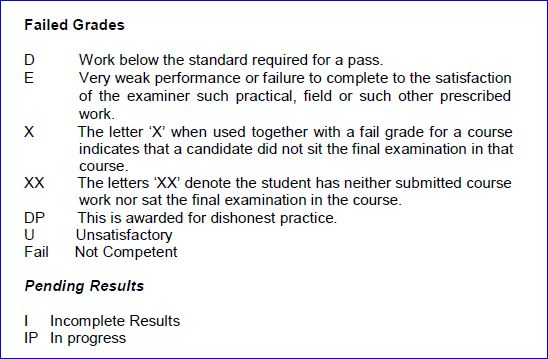 Failed Grades
D Work below the standard required for a pass.
E Very weak performance or failure to complete to the satisfaction
of the examiner such practical, field or such other prescribed
work.
X The letter ‘X’ when used together with a fail grade for a course
indicates that a candidate did not sit the final examination in that
course.
XX The letters ‘XX’ denote the student has neither submitted course
work nor sat the final examination in the course.
DP This is awarded for dishonest practice.
U Unsatisfactory
Fail Not Competent
Pending Results
I Incomplete Results
IP In progress